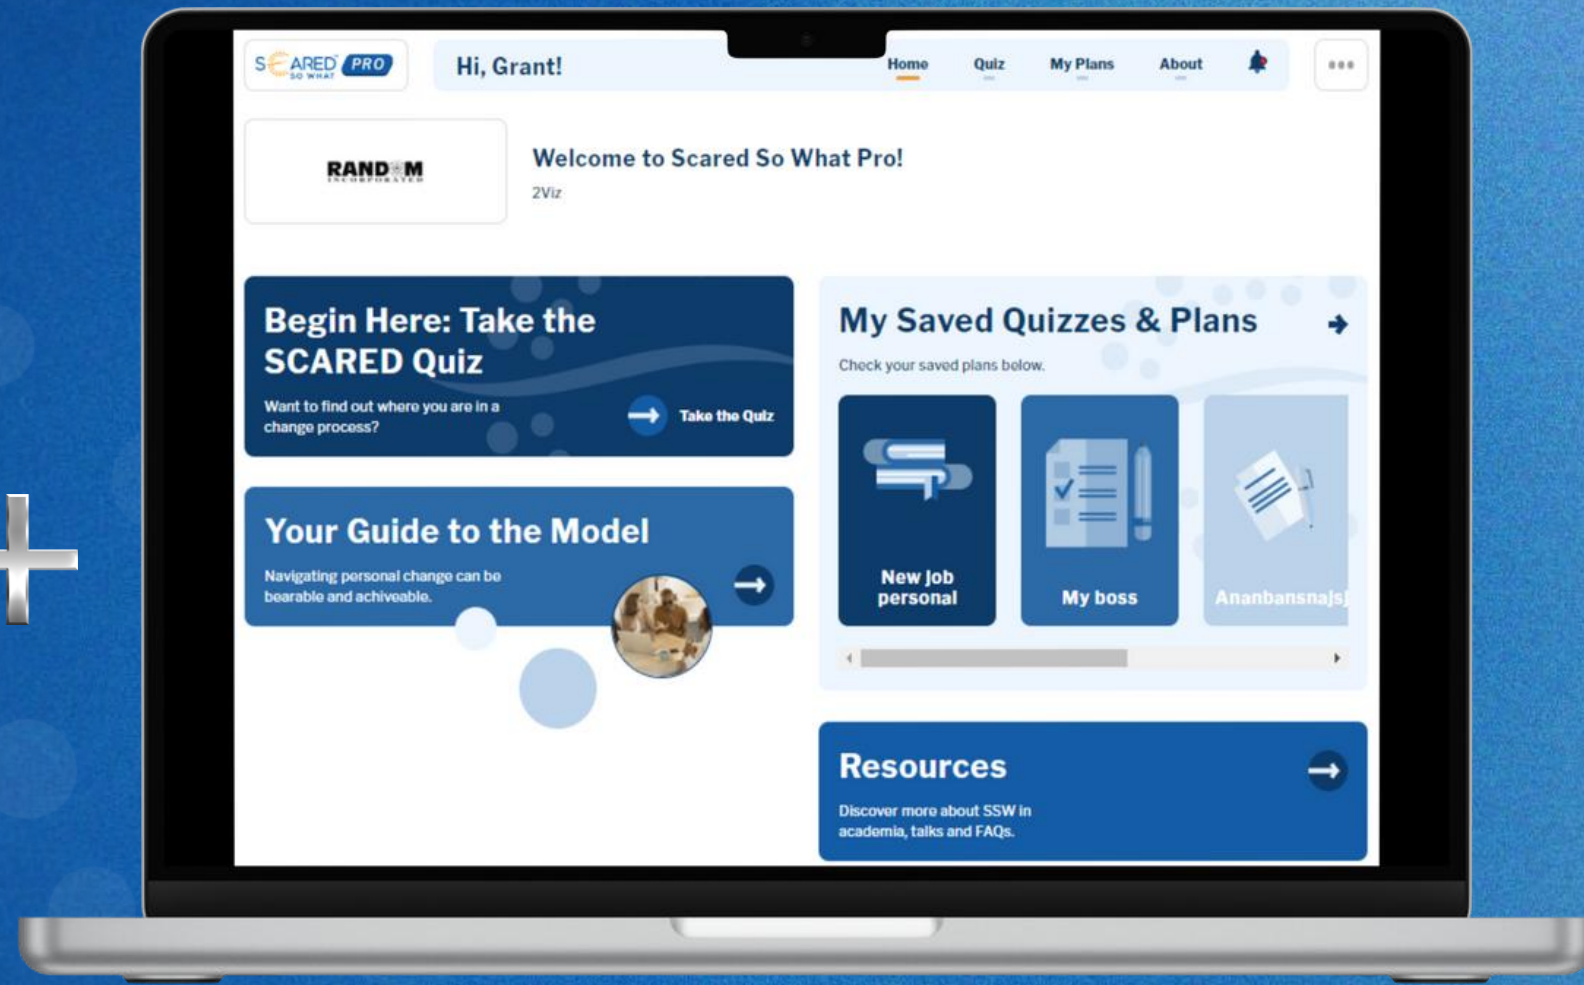 SCARED PRO
SO WHAT
Hi, Grant!
Home Quiz My Plans About
RANDOM
INCORPORATED
Welcome to Scared So What Pro!
2Viz
Begin Here: Take the
SCARED Quiz
Want to find out where you are in a
change process?
Take the Quiz
Your Guide to the Model
Navigating personal change can be
bearable and achiveable.
My Saved Quizzes & Plans
Check your saved plans below.
New job
personal
My boss
Ananbansnajsj
Resources
Discover more about SSW in
academia, talks and FAQs.